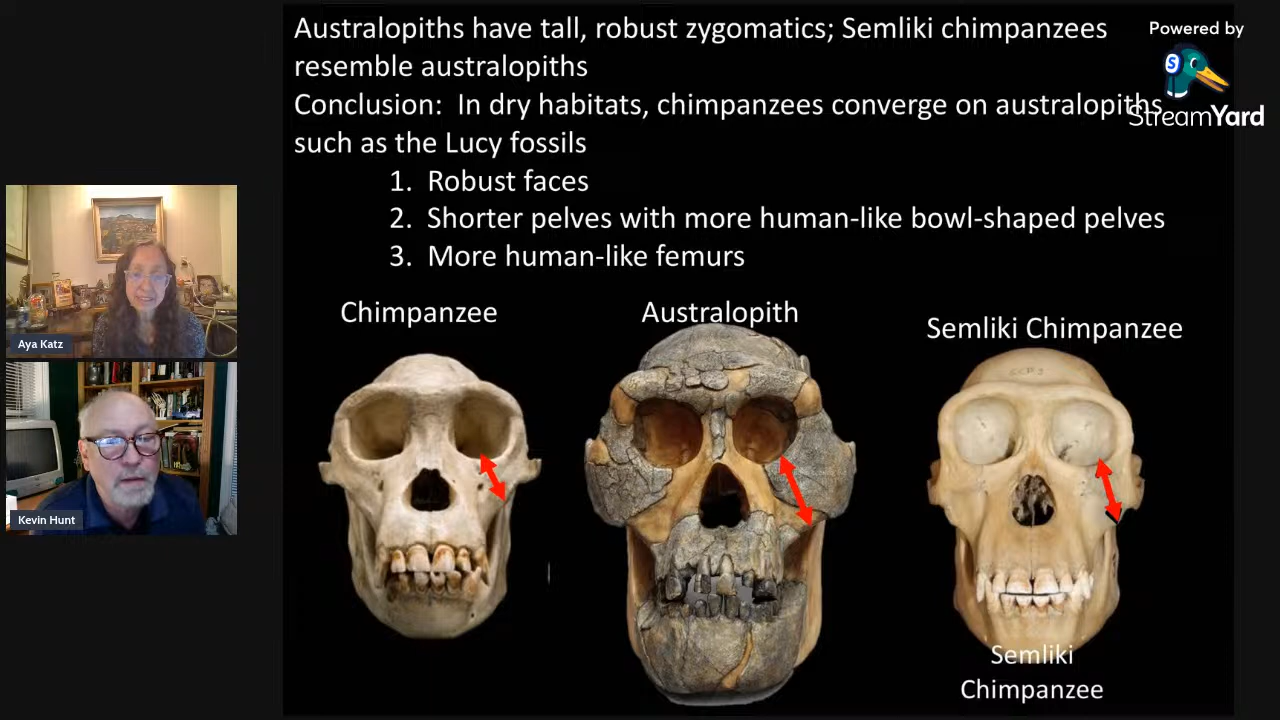 Australopiths have tall, robust zygomatics; Semliki chimpanzees
resemble australopiths
Conclusion:  In dry habitats, chimpanzees converge on australopiths
such as the Lucy fossils
1. Robust faces
2. Shorter pelves with more human-like bowl-shaped pelves
3. More human-like femurs
Powered by
S
StreamYard
Chimpanzee
Australopith
Semliki Chimpanzee
Aya Katz
Kevin Hunt
Semliki
Chimpanzee